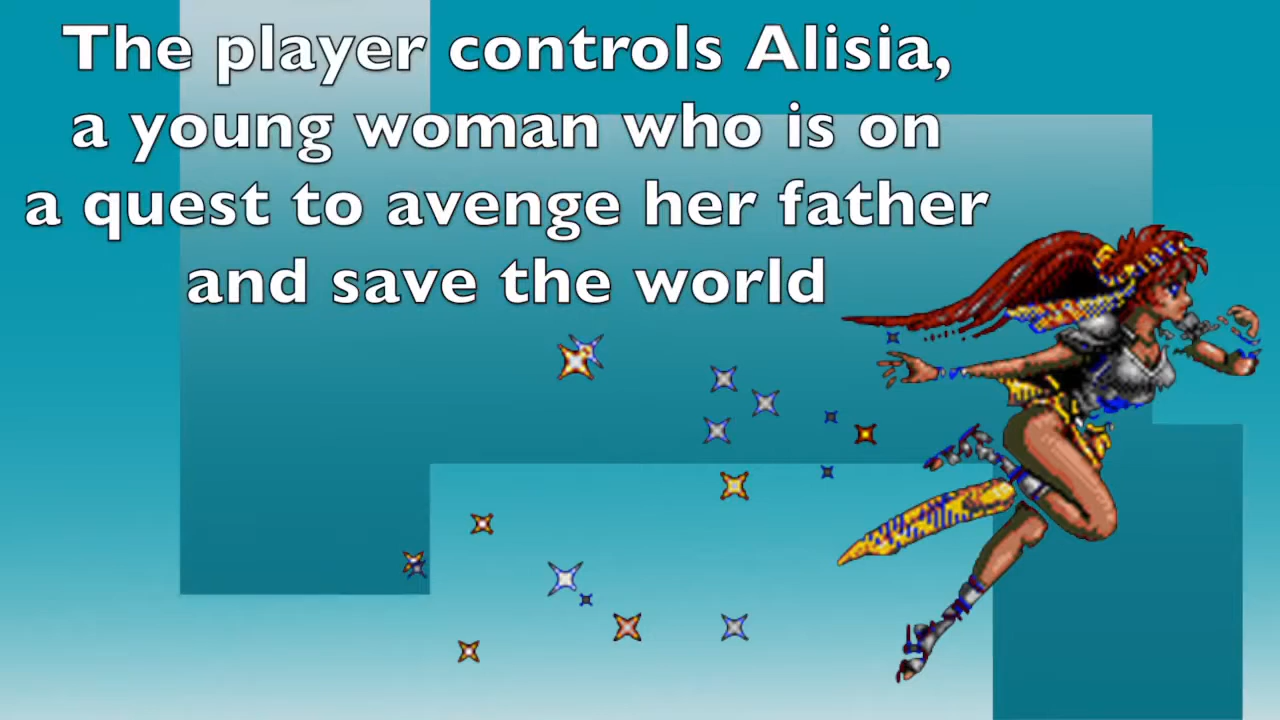 The player controls Alisia,
a young woman who is on
a quest to avenge her father
and save the world